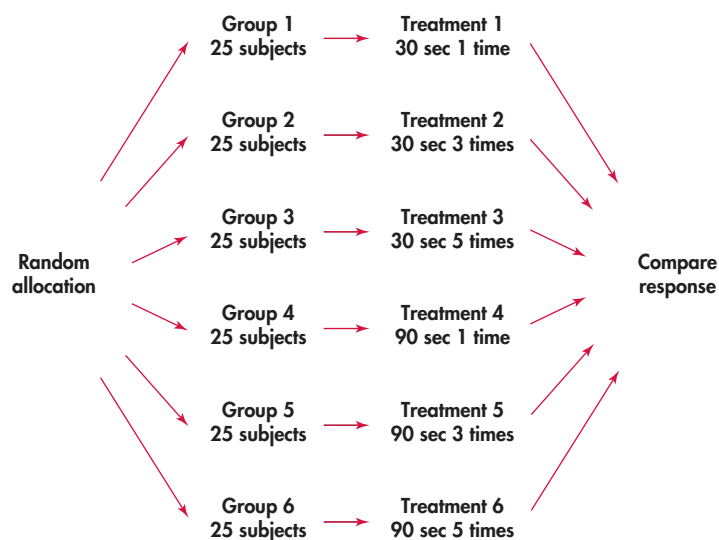 Group 1
25 subjects
Treatment 1
30 sec 1 time
Group 2
25 subjects
Treatment 2
30 sec 3 times
Group 3
25 subjects
Treatment 3
30 sec 5 times
Random
allocation
Compare
response
Group 4
25 subjects
Treatment 4
90 sec 1 time
Group 5
25 subjects
Treatment 5
90 sec 3 times
Group 6
25 subjects
Treatment 6
90 sec 5 times